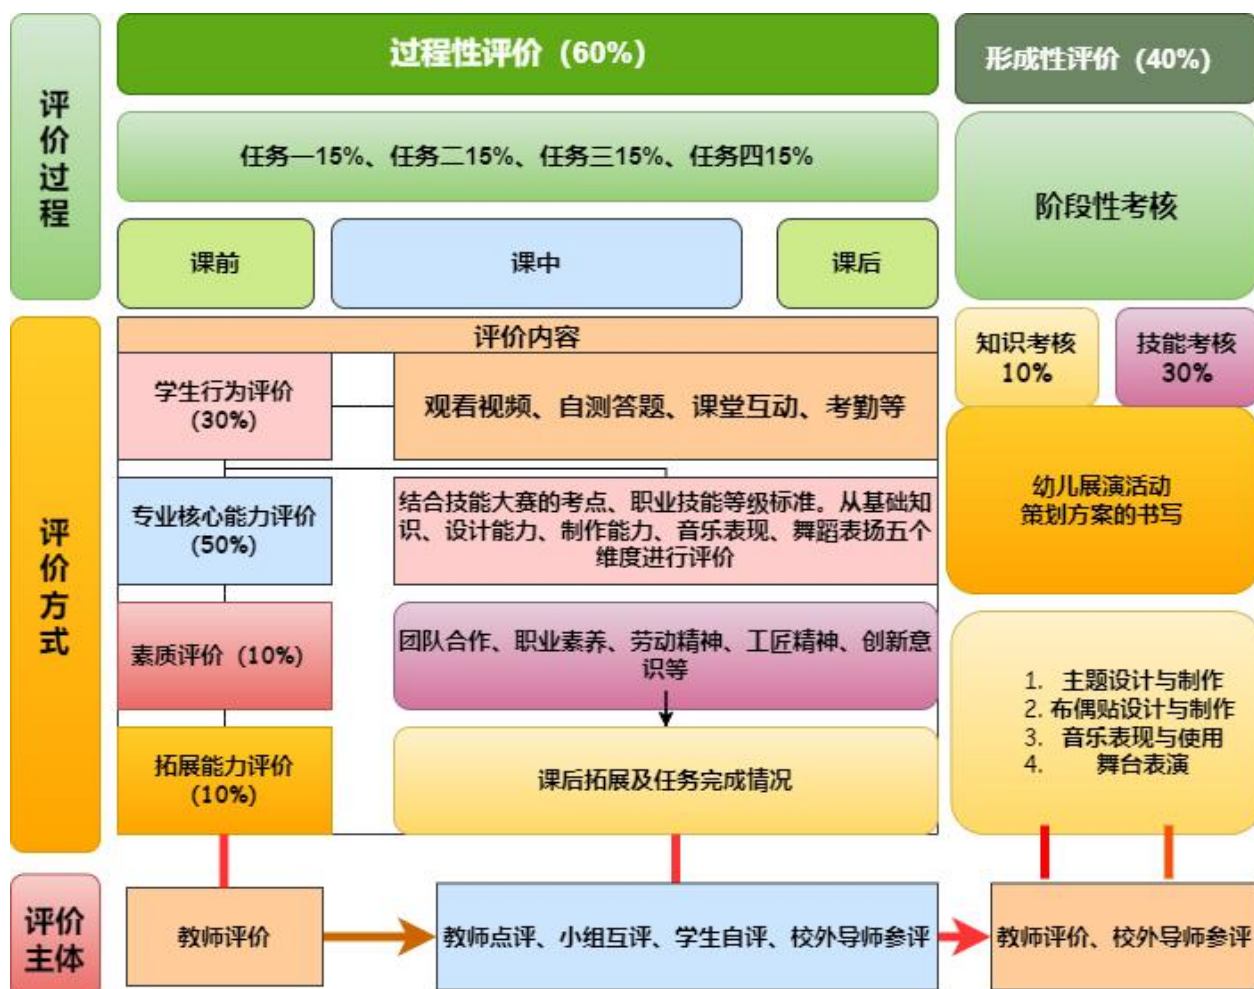 评价过程
过程性评价（60%）
形成性评价（40%）
任务一15%、任务二15%、任务三15%、任务四15%
阶段性考核
课前
课中
课后
评价方式
评价内容
知识考核
10%
技能考核
30%
学生行为评价
(30%)
观看视频、自测答题、课堂互动、考勤等
专业核心能力评价
(50%)
结合技能大赛的考点、职业技能等级标准。从基础知
识、设计能力、制作能力、音乐表现、舞蹈表扬五个
维度进行评价
幼儿展演活动
策划方案的书写
素质评价（10%）
团队合作、职业素养、劳动精神、工匠精神、创新意
识等
1. 主题设计与制作
2. 布偶贴设计与制作
3. 音乐表现与使用
4. 舞台表演
拓展能力评价
(10%)
课后拓展及任务完成情况
评价
主体
教师评价
教师点评、小组互评、学生自评、校外导师参评
教师评价、校外导师参评